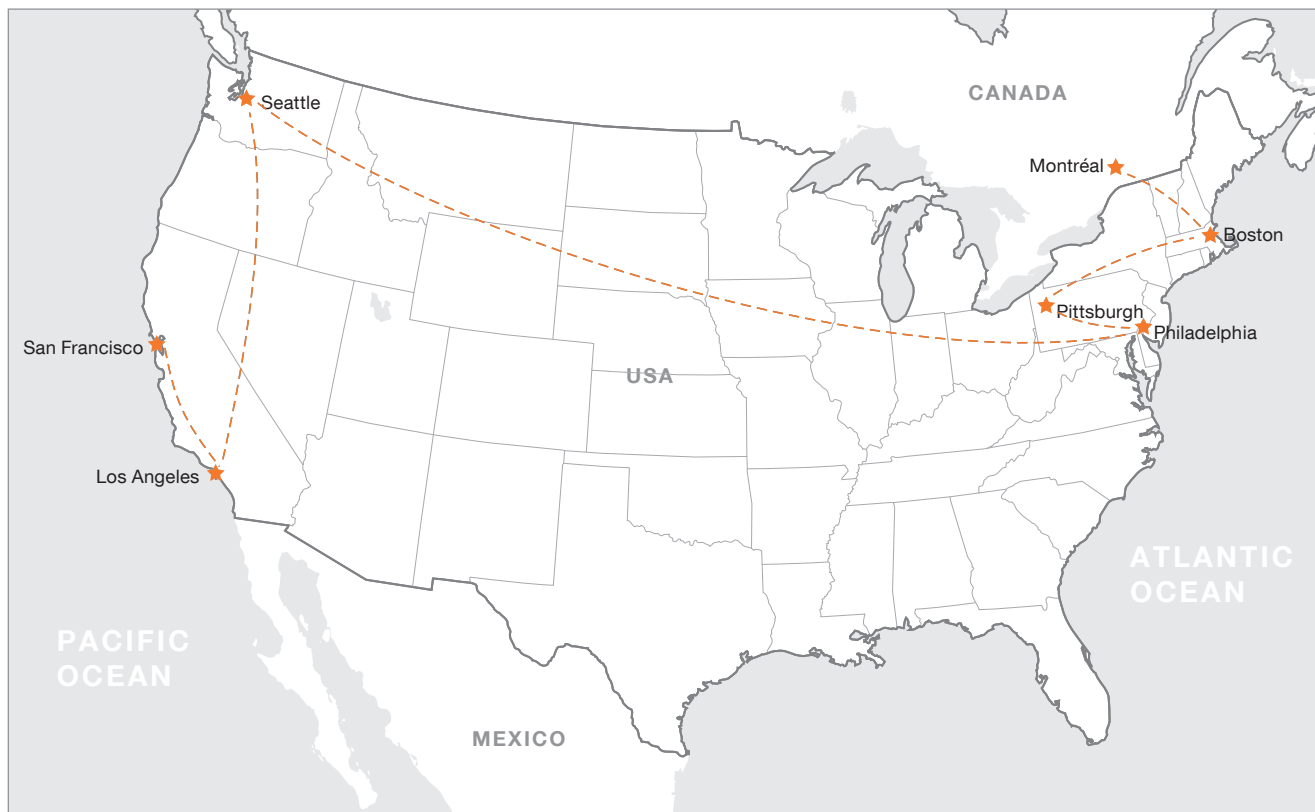 Seattle
CANADA
Montréal
Boston
Pittsburgh
Philadelphia
San Francisco
USA
Los Angeles
ATLANTIC
OCEAN
PACIFIC
OCEAN
MEXICO